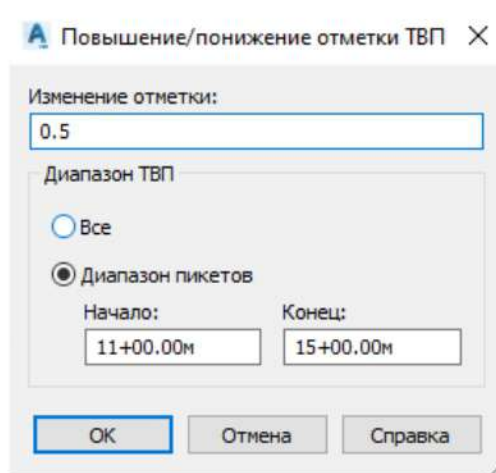 Повышение/понижение отметки ТВП
Изменение отметки:
0.5
Диапазон ТВП
Все
Диапазон пикетов
Начало: Конец:
11+00.00м 15+00.00м
ОК Отмена Справка